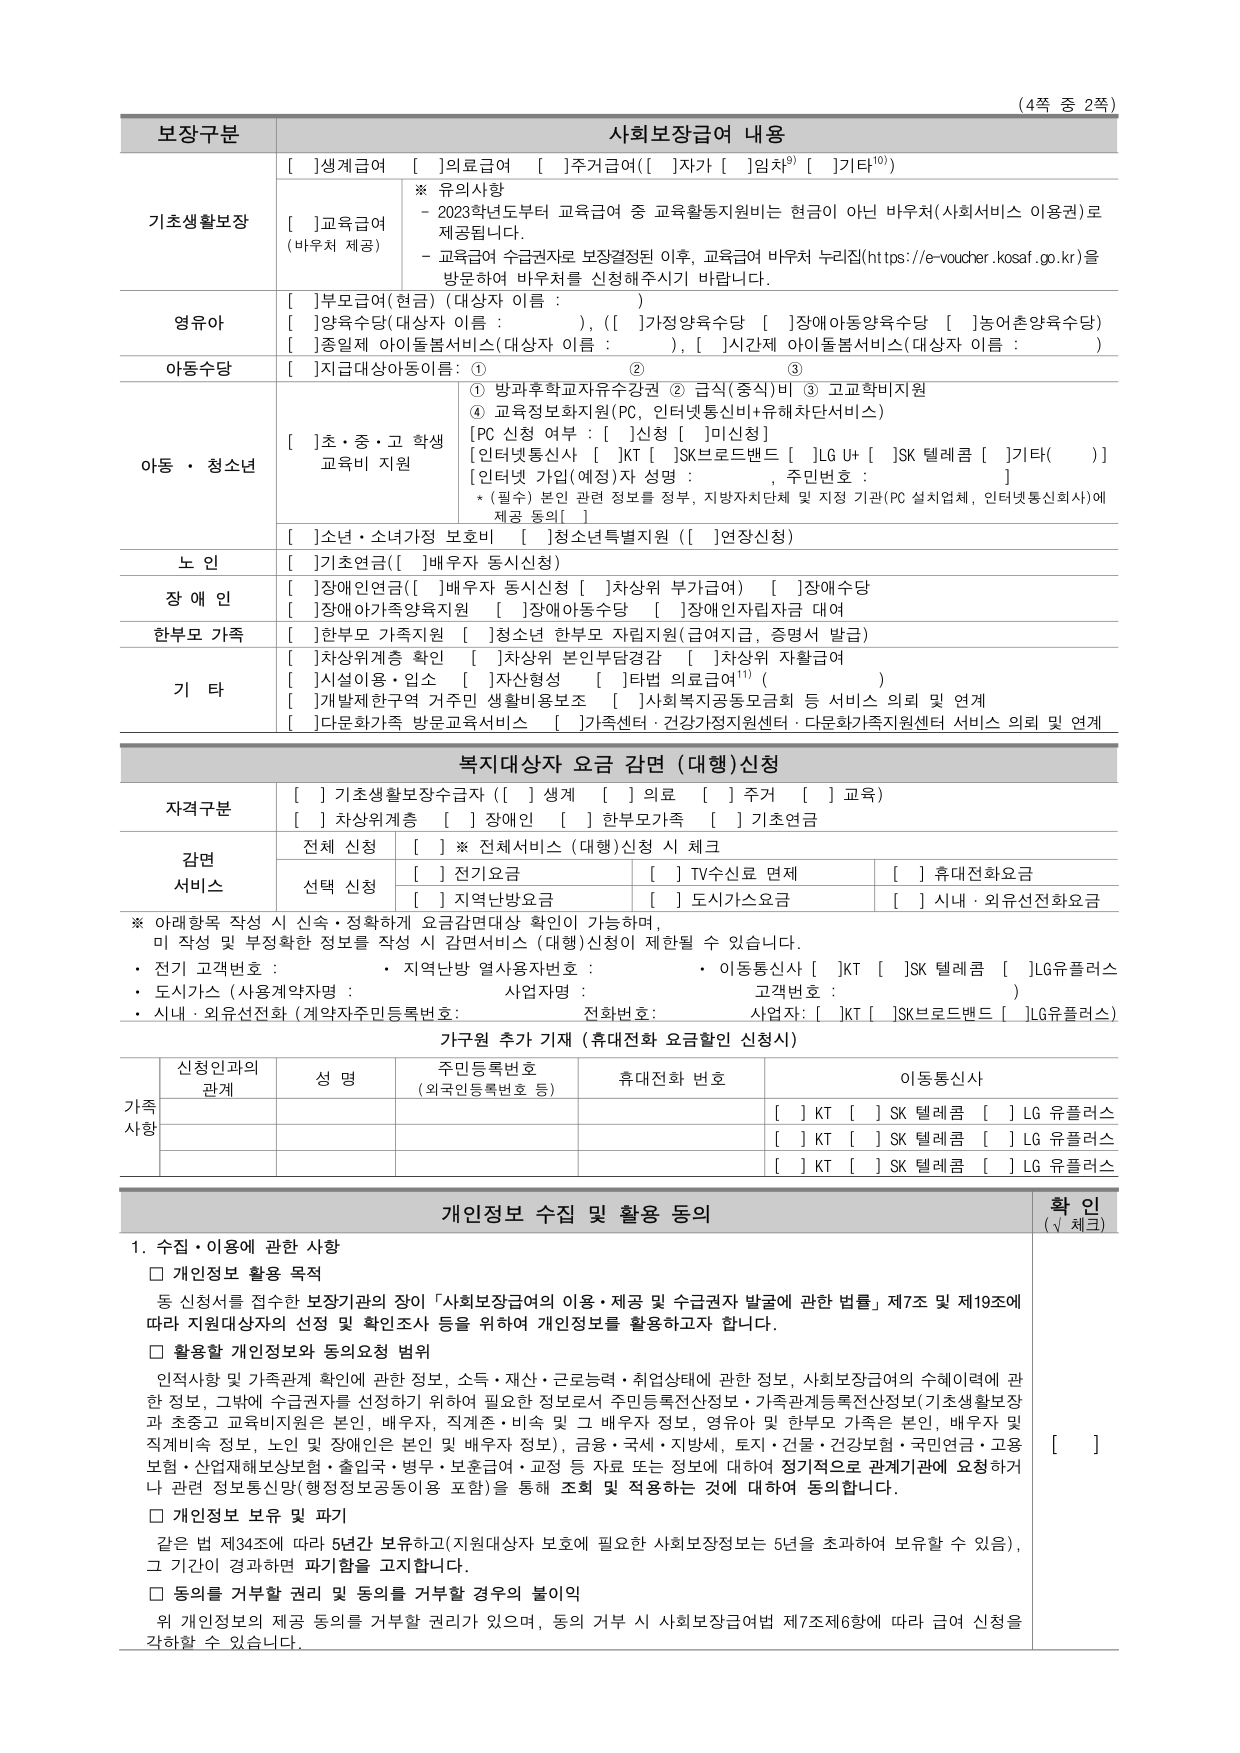 (4쪽 중 2쪽)
보장구분 사회보장급여 내용
기초생활보장
[ ]생계급여 [ ]의료급여 [ ]주거급여([ ]자가 [ ]임차9) [ ]기타10))
[ ]교육급여
(바우처 제공)
※ 유의사항
- 2023학년도부터 교육급여 중 교육활동지원비는 현금이 아닌 바우처(사회서비스 이용권)로
제공됩니다.
- 교육급여 수급권자로 보장결정된 이후, 교육급여 바우처 누리집(https://e-voucher.kosaf.go.kr)을
방문하여 바우처를 신청해주시기 바랍니다.
영유아
[ ]부모급여(현금) (대상자 이름 : )
[ ]양육수당(대상자 이름 : ), ([ ]가정양육수당 [ ]장애아동양육수당 [ ]농어촌양육수당)
[ ]종일제 아이돌봄서비스(대상자 이름 : ), [ ]시간제 아이돌봄서비스(대상자 이름 : )
아동수당 [ ]지급대상아동이름: ① ② ③
아동 · 청소년
[ ]초·중·고 학생
교육비 지원
① 방과후학교자유수강권 ② 급식(중식)비 ③ 고교학비지원
④ 교육정보화지원(PC, 인터넷통신비+유해차단서비스)
[PC 신청 여부 : [ ]신청 [ ]미신청]
[인터넷통신사 [ ]KT [ ]SK브로드밴드 [ ]LG U+ [ ]SK 텔레콤 [ ]기타( )]
[인터넷 가입(예정)자 성명 : , 주민번호 : ]
* (필수) 본인 관련 정보를 정부, 지방자치단체 및 지정 기관(PC 설치업체, 인터넷통신회사)에
제공 동의[ ]
[ ]소년·소녀가정 보호비 [ ]청소년특별지원 ([ ]연장신청)
노 인 [ ]기초연금([ ]배우자 동시신청)
장 애 인
[ ]장애인연금([ ]배우자 동시신청 [ ]차상위 부가급여) [ ]장애수당
[ ]장애아가족양육지원 [ ]장애아동수당 [ ]장애인자립자금 대여
한부모 가족 [ ]한부모 가족지원 [ ]청소년 한부모 자립지원(급여지급, 증명서 발급)
기 타
[ ]차상위계층 확인 [ ]차상위 본인부담경감 [ ]차상위 자활급여
[ ]시설이용·입소 [ ]자산형성 [ ]타법 의료급여11) ( )
[ ]개발제한구역 거주민 생활비용보조 [ ]사회복지공동모금회 등 서비스 의뢰 및 연계
[ ]다문화가족 방문교육서비스 [ ]가족센터·건강가정지원센터·다문화가족지원센터 서비스 의뢰 및 연계
복지대상자 요금 감면 (대행)신청
자격구분
[ ] 기초생활보장수급자 ([ ] 생계 [ ] 의료 [ ] 주거 [ ] 교육)
[ ] 차상위계층 [ ] 장애인 [ ] 한부모가족 [ ] 기초연금
감면
서비스
전체 신청 [ ] ※ 전체서비스 (대행)신청 시 체크
선택 신청
[ ] 전기요금 [ ] TV수신료 면제 [ ] 휴대전화요금
[ ] 지역난방요금 [ ] 도시가스요금 [ ] 시내·외유선전화요금
※ 아래항목 작성 시 신속·정확하게 요금감면대상 확인이 가능하며,
미 작성 및 부정확한 정보를 작성 시 감면서비스 (대행)신청이 제한될 수 있습니다.
· 전기 고객번호 : · 지역난방 열사용자번호 : · 이동통신사 [ ]KT [ ]SK 텔레콤 [ ]LG유플러스
· 도시가스 (사용계약자명 : 사업자명 : 고객번호 : )
· 시내·외유선전화 (계약자주민등록번호: 전화번호: 사업자: [ ]KT [ ]SK브로드밴드 [ ]LG유플러스)
가구원 추가 기재 (휴대전화 요금할인 신청시)
가족
사항
신청인과의
관계
성 명
주민등록번호
(외국인등록번호 등)
휴대전화 번호
이동통신사
[ ] KT [ ] SK 텔레콤 [ ] LG 유플러스
[ ] KT [ ] SK 텔레콤 [ ] LG 유플러스
[ ] KT [ ] SK 텔레콤 [ ] LG 유플러스
개인정보 수집 및 활용 동의
확 인
(√ 체크)
1. 수집·이용에 관한 사항
□ 개인정보 활용 목적
동 신청서를 접수한 보장기관의 장이「사회보장급여의 이용·제공 및 수급권자 발굴에 관한 법률」제7조 및 제19조에
따라 지원대상자의 선정 및 확인조사 등을 위하여 개인정보를 활용하고자 합니다.
□ 활용할 개인정보와 동의요청 범위
인적사항 및 가족관계 확인에 관한 정보, 소득·재산·근로능력·취업상태에 관한 정보, 사회보장급여의 수혜이력에 관
한 정보, 그밖에 수급권자를 선정하기 위하여 필요한 정보로서 주민등록전산정보·가족관계등록전산정보(기초생활보장
과 초중고 교육비지원은 본인, 배우자, 직계존·비속 및 그 배우자 정보, 영유아 및 한부모 가족은 본인, 배우자 및
직계비속 정보, 노인 및 장애인은 본인 및 배우자 정보), 금융·국세·지방세, 토지·건물·건강보험·국민연금·고용
보험·산업재해보상보험·출입국·병무·보훈급여·교정 등 자료 또는 정보에 대하여 정기적으로 관계기관에 요청하거
나 관련 정보통신망(행정정보공동이용 포함)을 통해 조회 및 적용하는 것에 대하여 동의합니다.
[ ]
□ 개인정보 보유 및 파기
같은 법 제34조에 따라 5년간 보유하고(지원대상자 보호에 필요한 사회보장정보는 5년을 초과하여 보유할 수 있음),
그 기간이 경과하면 파기함을 고지합니다.
□ 동의를 거부할 권리 및 동의를 거부할 경우의 불이익
위 개인정보의 제공 동의를 거부할 권리가 있으며, 동의 거부 시 사회보장급여법 제7조제6항에 따라 급여 신청을
각하할 수 있습니다.